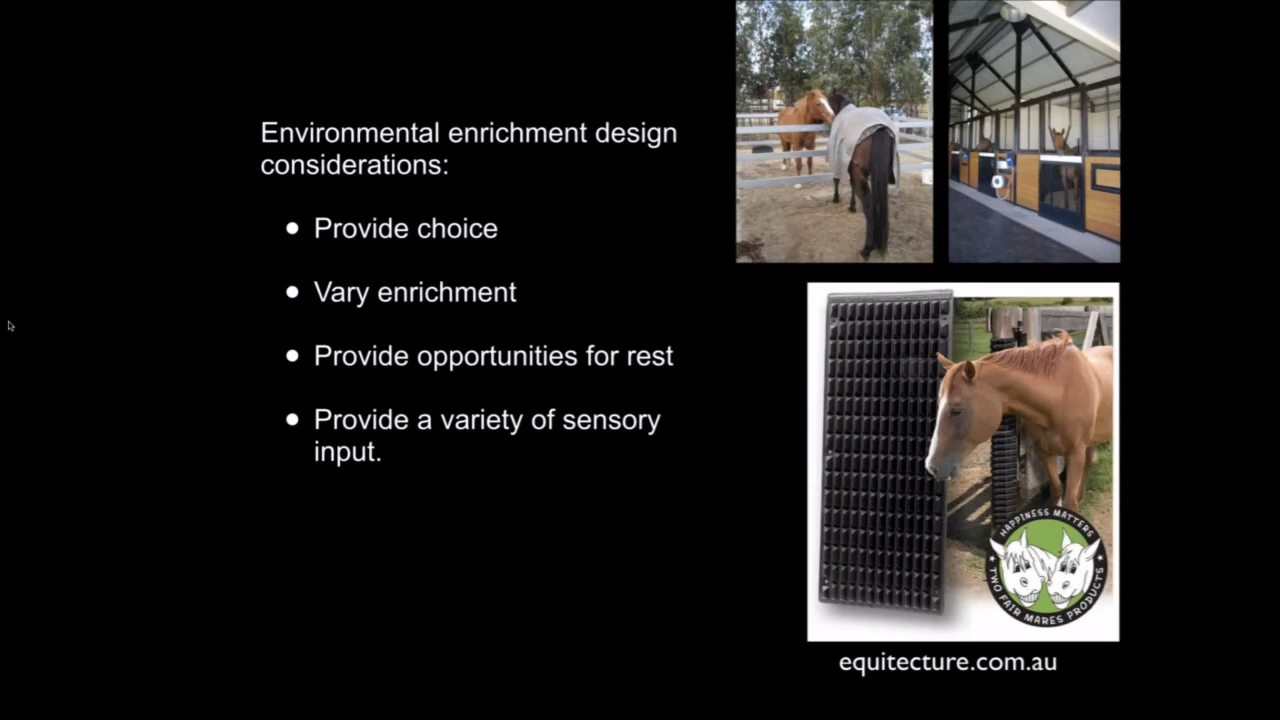 Environmental enrichment design
considerations:
• Provide choice
• Vary enrichment
• Provide opportunities for rest
• Provide a variety of sensory
input.
HAPPINESS MATTERS
TWO FAIR MARES PRODUCTS
equitecture.com.au